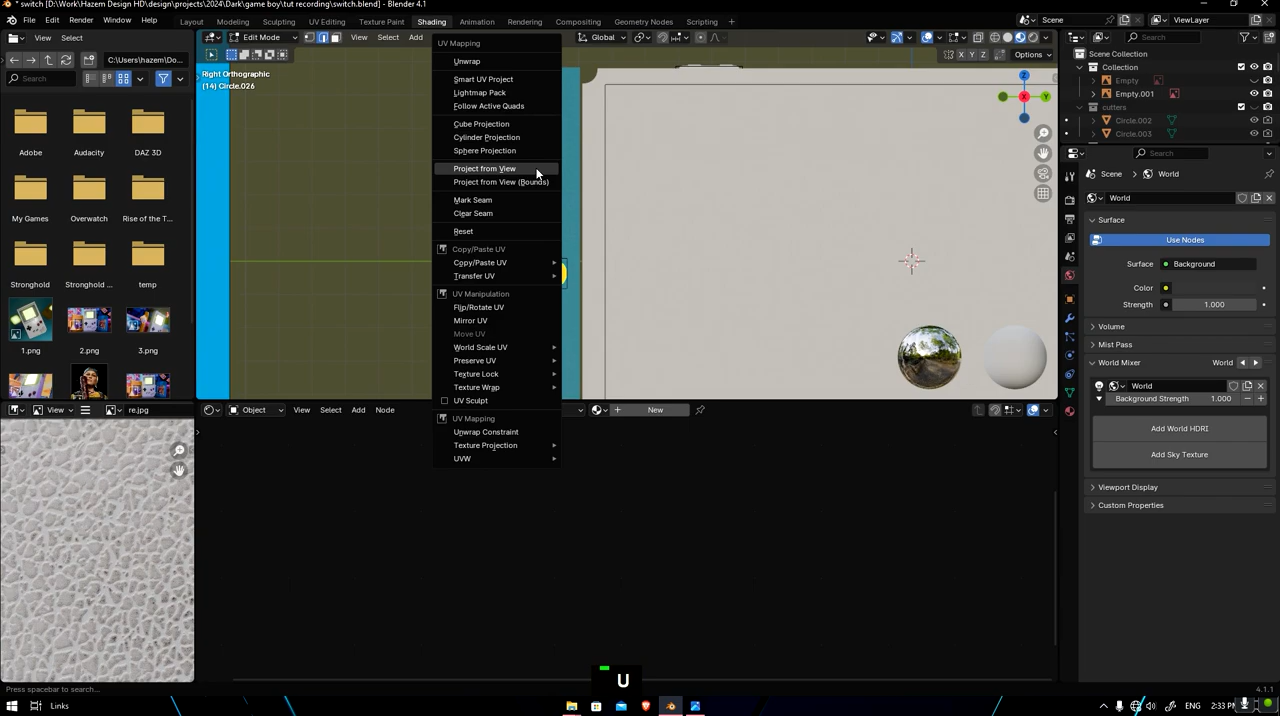 * switch [D:\Work\Hazem Design HD\design\projects\2024\Dark\game boy\tut recording\switch.blend] - Blender 4.1
File Edit Render Window Help
Layout Modeling Sculpting UV Editing Texture Paint Shading Animation Rendering Compositing Geometry Nodes Scripting
Scene ViewLayer
View Select
Edit Mode View Select Add
UV Mapping
Global
C:\Users\hazem\Do...
X Y Z Options
Search
Right Orthographic
(14) Circle.026
Unwrap
Smart UV Project
Lightmap Pack
Follow Active Quads
Cube Projection
Cylinder Projection
Sphere Projection
Project from View
Project from View (Bounds)
Mark Seam
Clear Seam
Reset
Copy/Paste UV
Copy/Paste UV
Transfer UV
UV Manipulation
Flip/Rotate UV
Mirror UV
Move UV
World Scale UV
Preserve UV
Texture Lock
Texture Wrap
UV Sculpt
UV Mapping
Unwrap Constraint
Texture Projection
UVW
Z
X
Y
Adobe Audacity DAZ 3D
My Games Overwatch Rise of the T...
Stronghold Stronghold ... temp
1.png 2.png 3.png
Search
Scene Collection
Collection
Empty
Empty.001
cutters
Circle.002
Circle.003
Search
Scene World
World
Surface
Use Nodes
Surface Background
Color
Strength 1.000
Volume
Mist Pass
World Mixer World
World
Background Strength 1.000
Add World HDRI
Add Sky Texture
Viewport Display
Custom Properties
View re.jpg
Object View Select Add Node
New
U
Press spacebar to search...
4.1.1
Links
2:33 PM